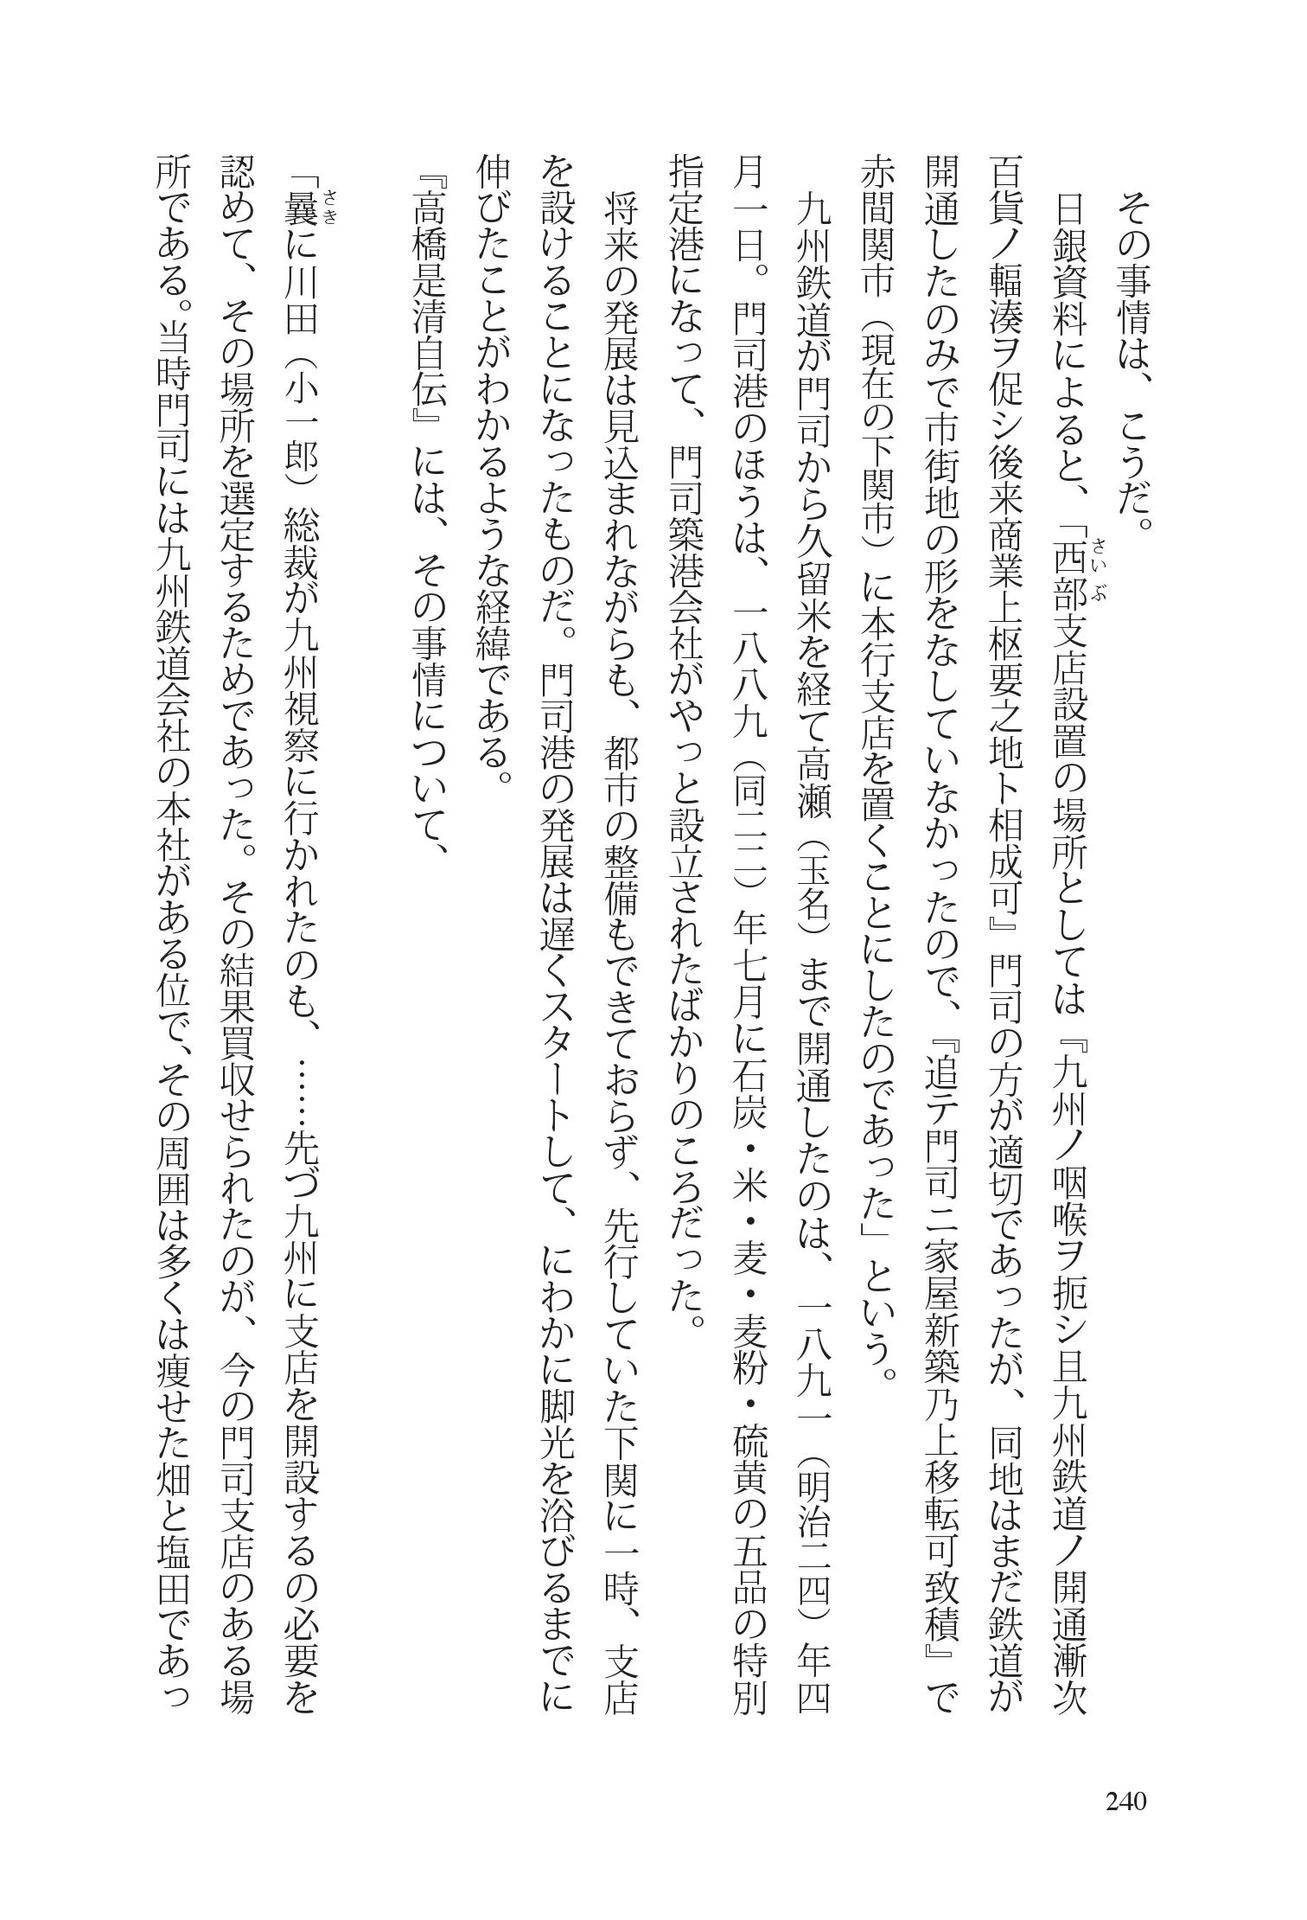 その事情は、こうだ。
日銀資料によると、「西部支店設置の場所としては『九州ノ咽喉ヲ扼シ且九州鉄道ノ開通漸次
さいぶ
百貨ノ輻湊ヲ促シ後来商業上枢要之地ト相成可』門司の方が適切であったが、同地はまだ鉄道が
開通したのみで市街地の形をなしていなかったので、『追テ門司ニ家屋新築乃上移転可致積』で
赤間関市（現在の下関市）に本行支店を置くことにしたのであった」という。
九州鉄道が門司から久留米を経て高瀬（玉名）まで開通したのは、一八九一（明治二四）年四
月一日。門司港のほうは、一八八九（同二二）年七月に石炭・米・麦・麦粉・硫黄の五品の特別
指定港になって、門司築港会社がやっと設立されたばかりのころだった。
将来の発展は見込まれながらも、都市の整備もできておらず、先行していた下関に一時、支店
を設けることになったものだ。門司港の発展は遅くスタートして、にわかに脚光を浴びるまでに
伸びたことがわかるような経緯である。
『高橋是清自伝』には、その事情について、
「曩に川田（小一郎）総裁が九州視察に行かれたのも、……先づ九州に支店を開設するの必要を
さき
認めて、その場所を選定するためであった。その結果買収せられたのが、今の門司支店のある場
所である。当時門司には九州鉄道会社の本社がある位で、その周囲は多くは痩せた畑と塩田であっ
240